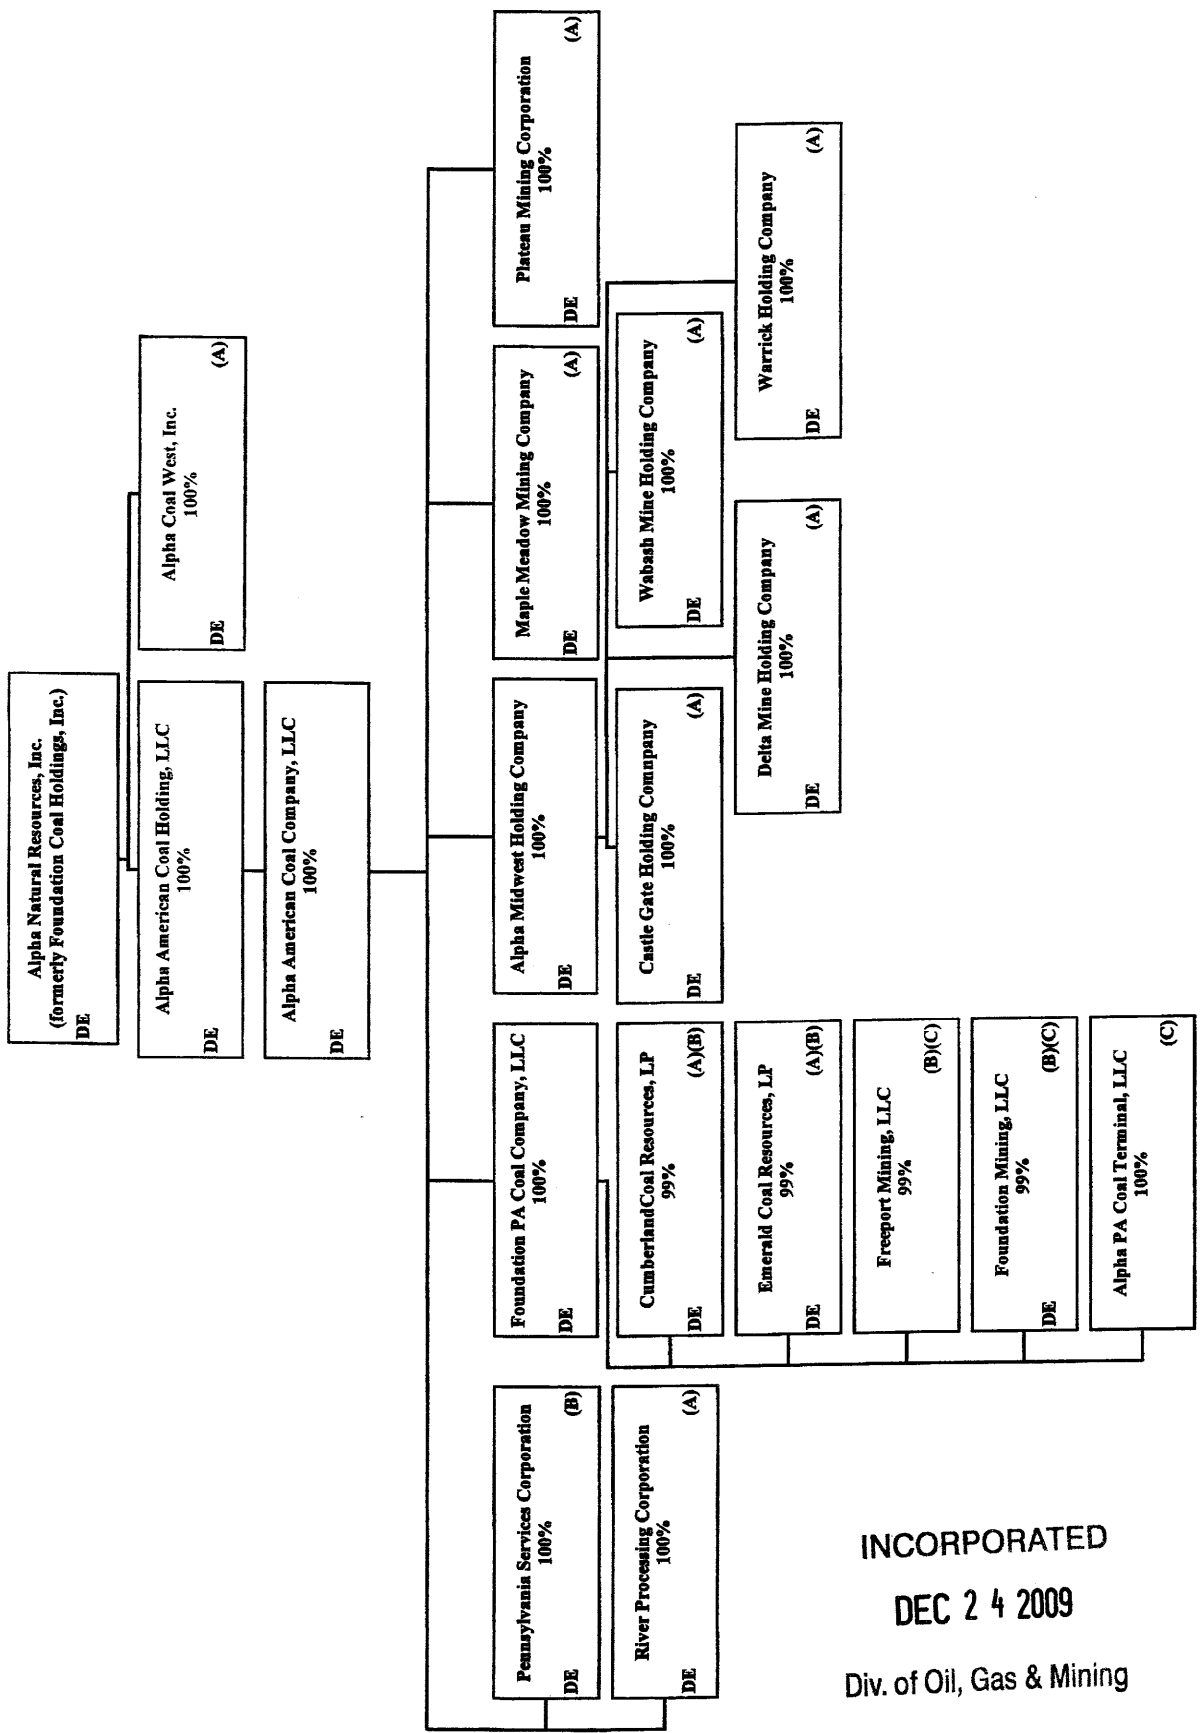 Alpha Natural Resources, Inc.
(formerly Foundation Coal Holdings, Inc.)
DE
Alpha American Coal Holding, LLC
100%
DE
Alpha Coal West, Inc.
100%
DE
(A)
Alpha American Coal Company, LLC
100%
DE
Pennsylvania Services Corporation
100%
DE
(B)
River Processing Corporation
100%
DE
(A)
Foundation PA Coal Company, LLC
100%
DE
Cumberland Coal Resources, LP
99%
DE
(A)(B)
Emerald Coal Resources, LP
99%
DE
(A)(B)
Freeport Mining, LLC
99%
(B)(C)
Foundation Mining, LLC
99%
DE
(B)(C)
Alpha PA Coal Terminal, LLC
100%
(C)
Alpha Midwest Holding Company
100%
DE
Castle Gate Holding Comnpany
100%
DE
(A)
Delta Mine Holding Company
100%
DE
(A)
Wabash Mine Holding Company
100%
DE
(A)
Warrick Holding Company
100%
DE
(A)
Maple Meadow Mining Company
100%
DE
(A)
Plateau Mining Corporation
100%
DE
(A)
INCORPORATED
DEC 24 2009
Div. of Oil, Gas & Mining